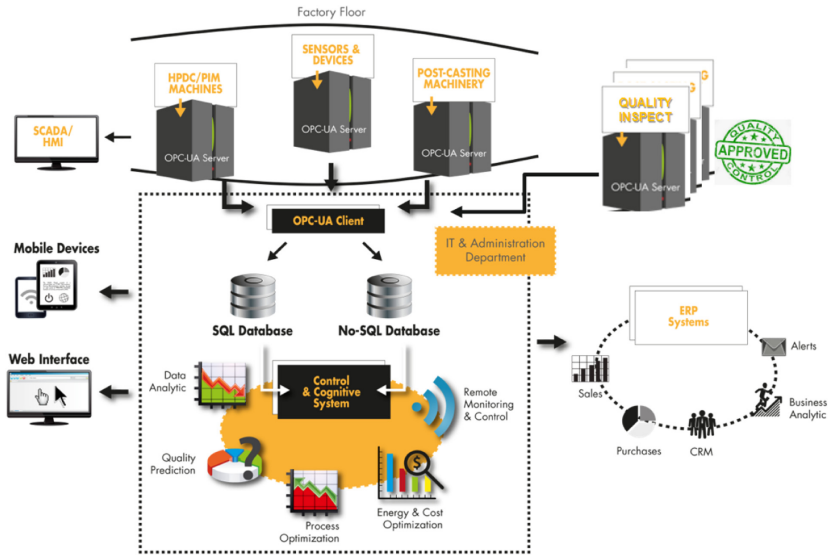 Factory Floor
SENSORS &
DEVICES
HPDC/PIM
MACHINES
POST-CASTING
MACHINERY
G
G
QUALITY
INSPECT
SCADA/
HMI
OPC-UA Server
OPC-UA Server
OPC-UA Server
OPC-UA Server
QUALITY
APPROVED
CONTROL
OPC-UA Client
IT & Administration
Department
Mobile Devices
SQL Database
No-SQL Database
ERP
Systems
Web Interface
Alerts
Data
Analytic
Control
& Cognitive
System
Remote
Monitoring
& Control
Sales
Business
Analytic
Purchases
CRM
Quality
Prediction
?
$
Process
Optimization
Energy & Cost
Optimization